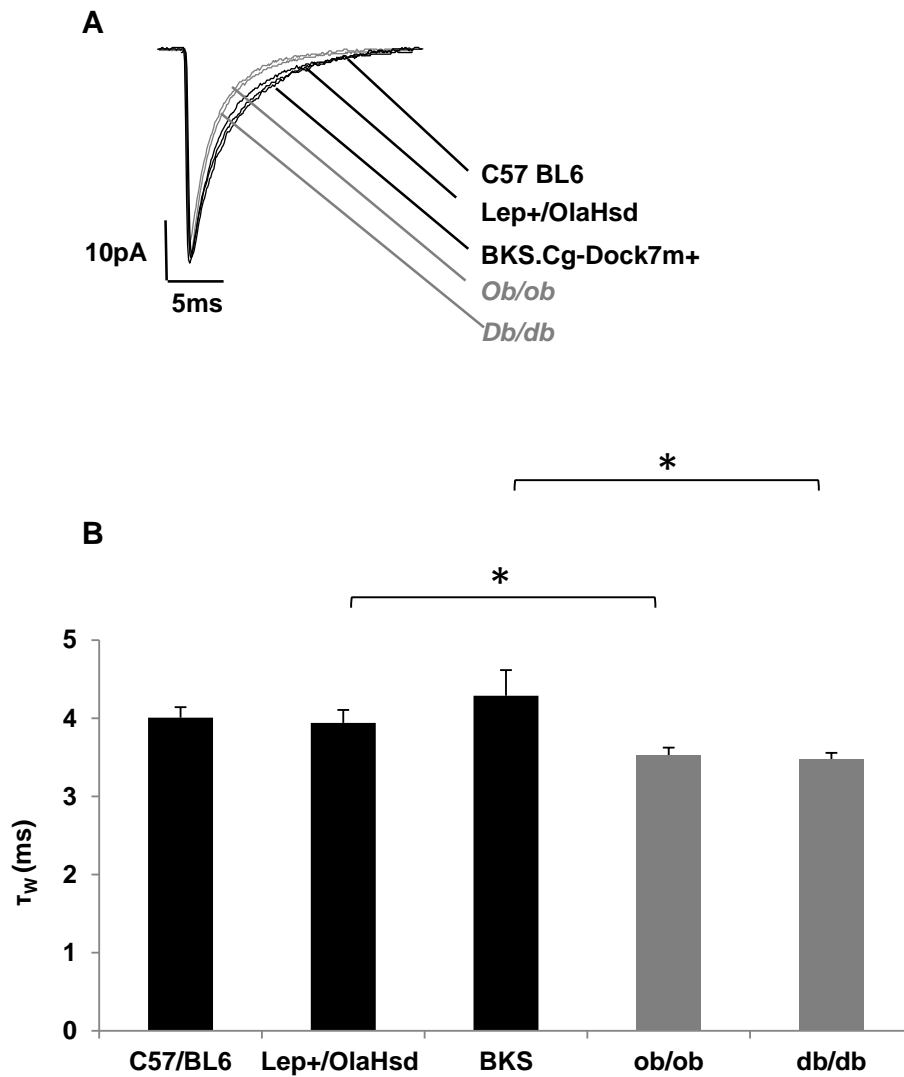 A
C57 BL6
Lep+/OlaHsd
10pA
BKS.Cg-Dock7m+
Ob/ob
5ms
Db/db
*
B
*
5
4
3
2
1
0
τw (ms)
C57/BL6 Lep+/OlaHsd BKS ob/ob db/db